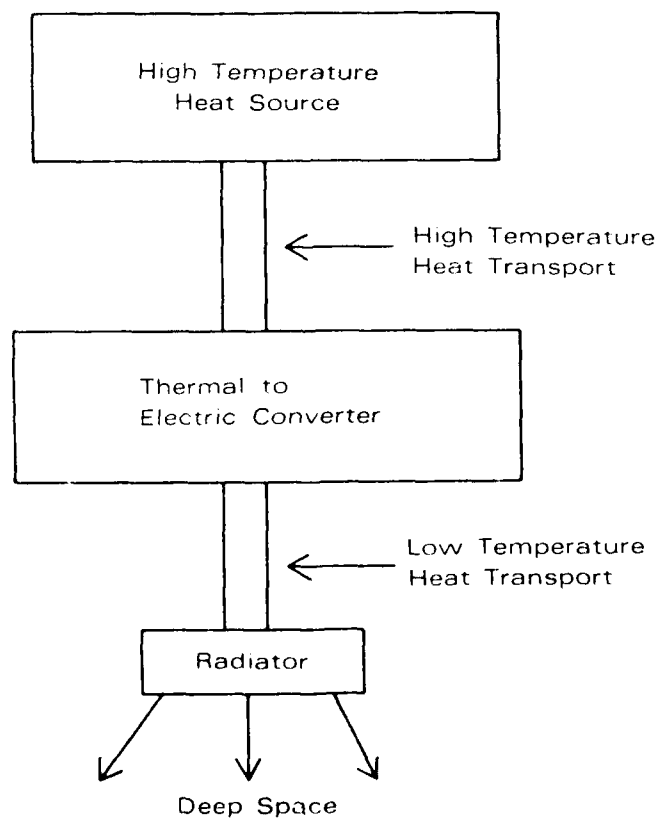 High Temperature
Heat Source
High Temperature
Heat Transport
Thermal to
Electric Converter
Low Temperature
Heat Transport
Radiator
Deep Space